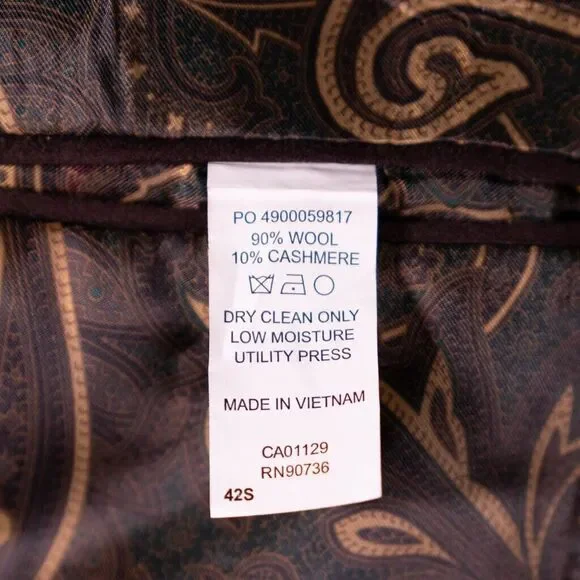 PO 4900059817
90% WOOL
10% CASHMERE
DRY CLEAN ONLY
LOW MOISTURE
UTILITY PRESS
MADE IN VIETNAM
CA01129
RN90736
42S